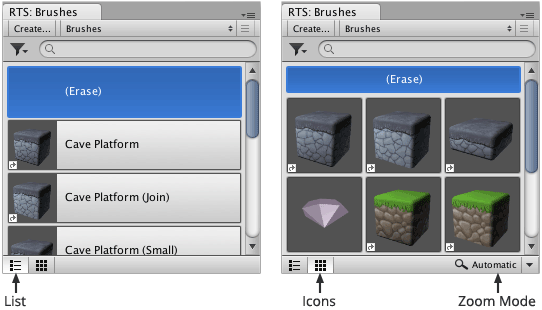 RTS: Brushes
Create... Brushes
(Erase)
Cave Platform
Cave Platform (Join)
Cave Platform (Small)
List
RTS: Brushes
Create... Brushes
(Erase)
Automatic
Icons
Zoom Mode